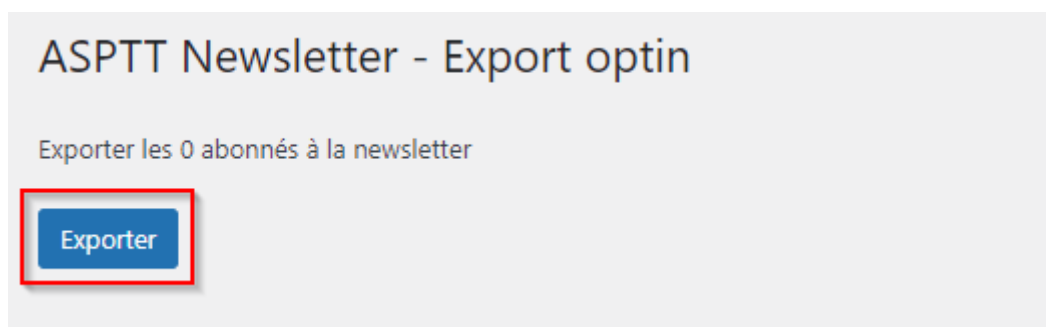 ASPTT Newsletter - Export optin
Exporter les 0 abonnés à la newsletter
Exporter